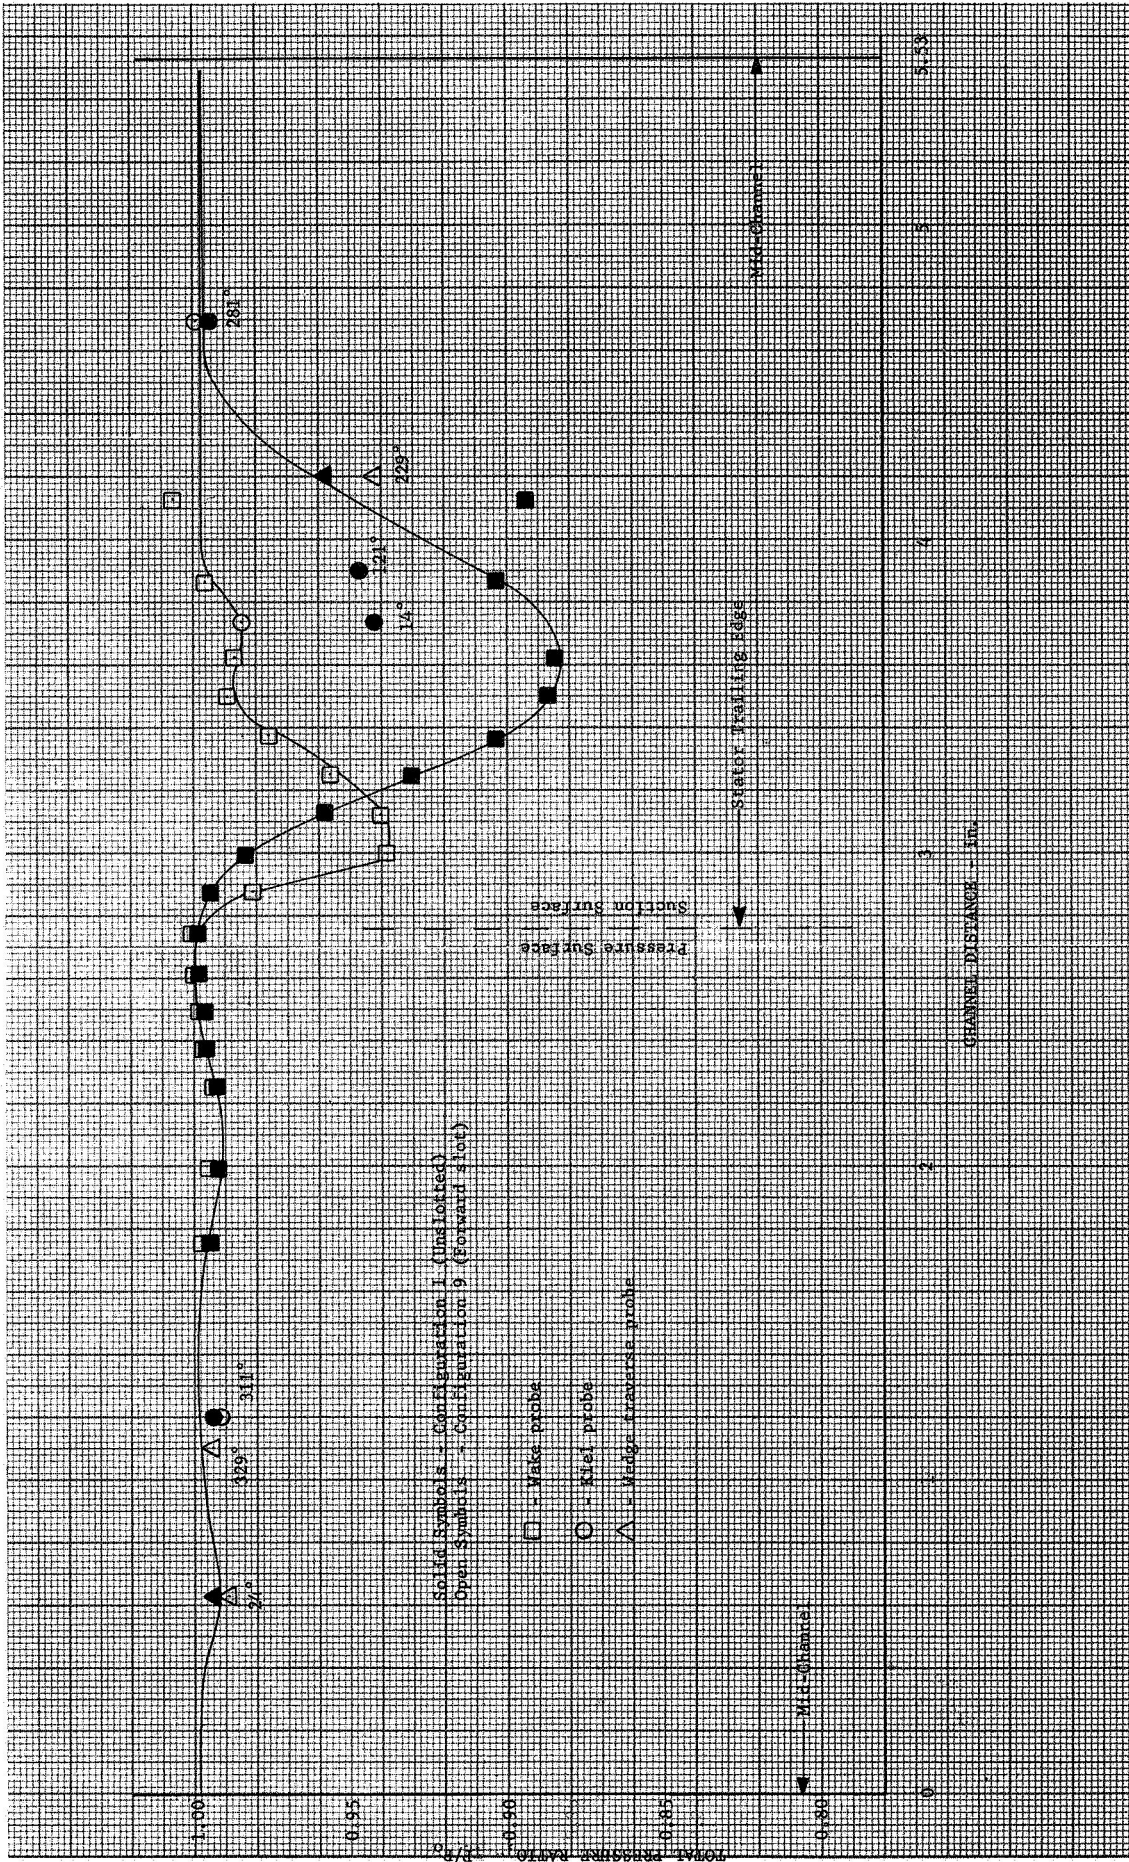 TOTAL PRESSURE RATIO - P/P₀
1.00
0.95
0.90
0.85
0.80
24°
329°
311°
14°
121°
229°
281°
Solid Symbols - Configuration 1 (Unslotted)
Open Symbols - Configuration 9 (Forward slot)
□ - Wake probe
○ - Kiel probe
△ - Wedge traverse probe
Pressure Surface
Suction Surface
Stator Trailing Edge
Mid-Channel
Mid-Channel
0
1
2
3
4
5
5.53
CHANNEL DISTANCE - in.